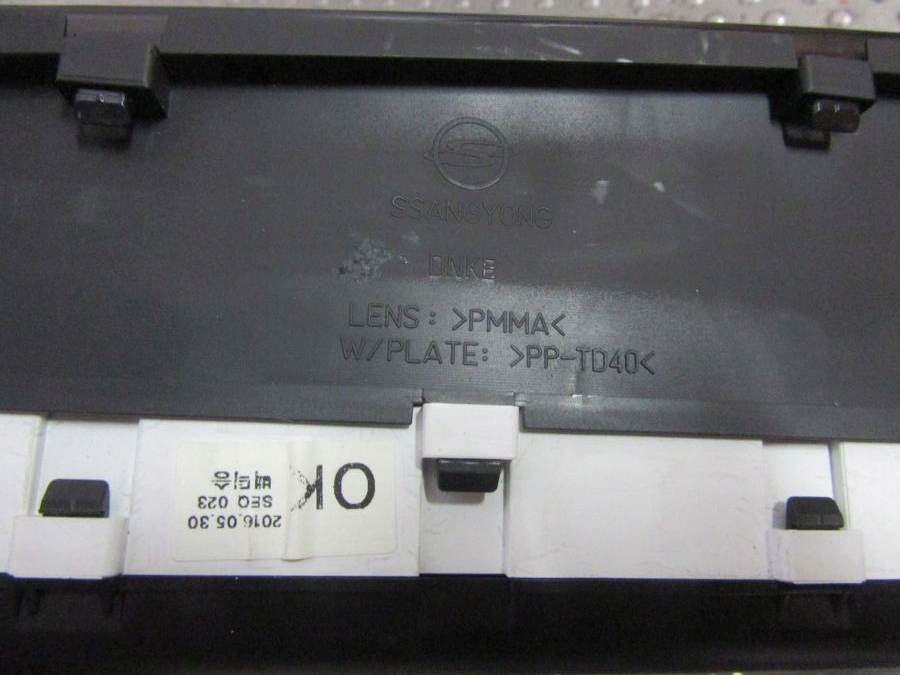 SSANGYONG
DNKE
LENS: >PMMA<
W/PLATE: >PP-TD40<
OK
2016.05.30
SEQ 023